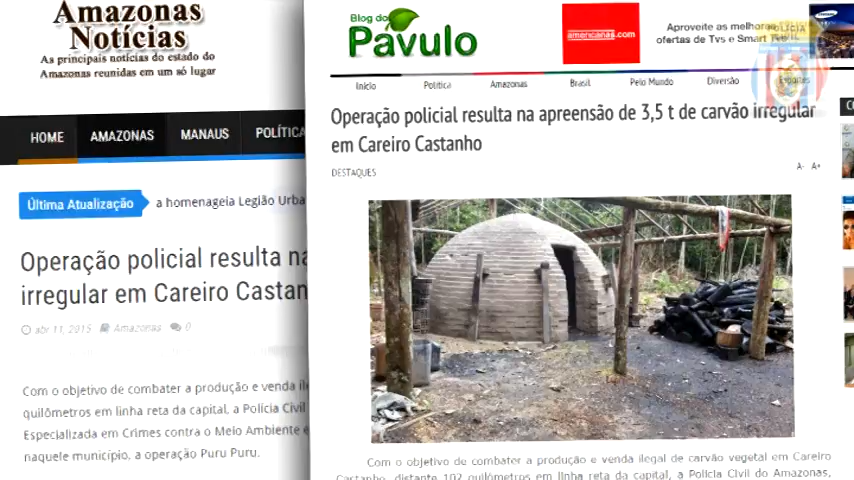 Amazonas
Notícias
As principais notícias do estado do
Amazonas reunidas em um só lugar
HOME AMAZONAS MANAUS POLÍTICA
Última Atualização a homenageia Legião Urba
Operação policial resulta na
irregular em Careiro Castan
abr 11, 2015 Amazonas 0
Com o objetivo de combater a produção e venda ile
quilômetros em linha reta da capital, a Polícia Civil
Especializada em Crimes contra o Meio Ambiente e
naquele município, a operação Puru Puru.
Blog do
Pavulo
americanas.com
Aproveite as melhores
ofertas de Tvs e Smart Tvs
SAMSUNG
Início Política Amazonas Brasil Pelo Mundo Diversão Esportes
Operação policial resulta na apreensão de 3,5 t de carvão irregular
em Careiro Castanho
DESTAQUES
A- A+
Com o objetivo de combater a produção e venda ilegal de carvão vegetal em Careiro
Castanho, distante 102 quilômetros em linha reta da capital, a Polícia Civil do Amazonas,